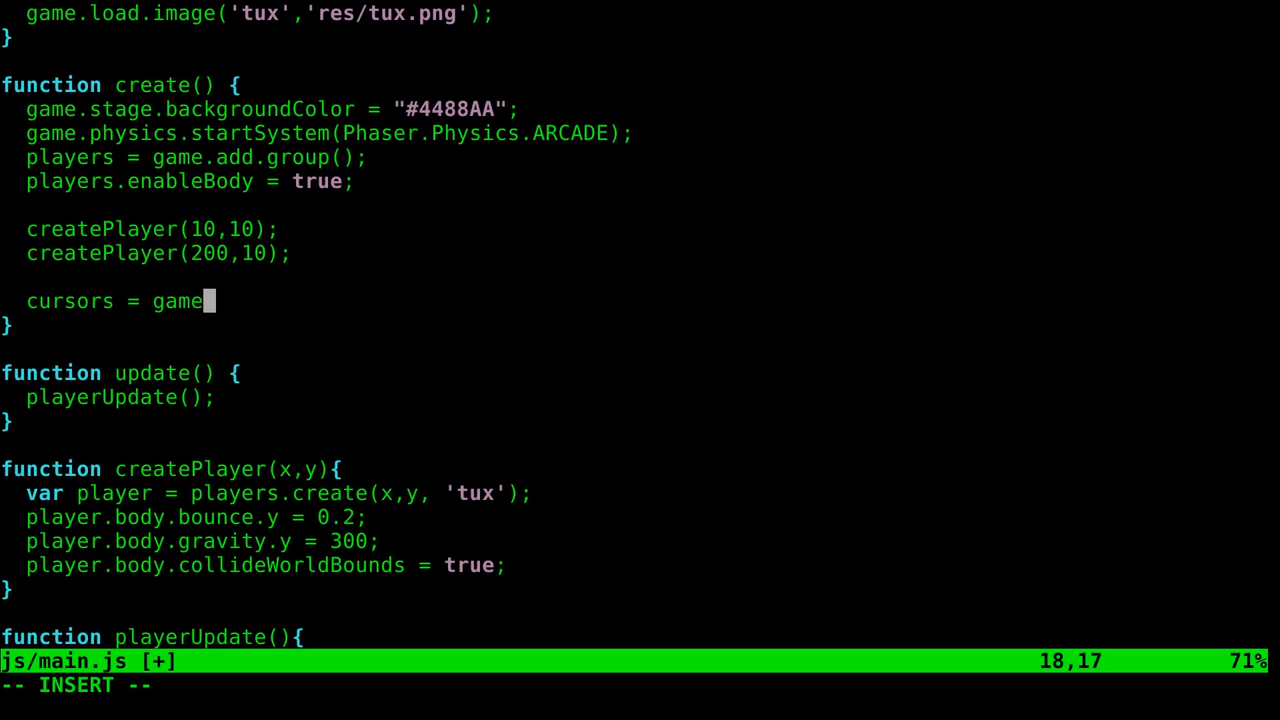 game.load.image('tux','res/tux.png');
}

function create() {
  game.stage.backgroundColor = "#4488AA";
  game.physics.startSystem(Phaser.Physics.ARCADE);
  players = game.add.group();
  players.enableBody = true;

  createPlayer(10,10);
  createPlayer(200,10);

  cursors = game
}

function update() {
  playerUpdate();
}

function createPlayer(x,y){
  var player = players.create(x,y, 'tux');
  player.body.bounce.y = 0.2;
  player.body.gravity.y = 300;
  player.body.collideWorldBounds = true;
}

function playerUpdate(){
js/main.js [+] 18,17 71%
-- INSERT --